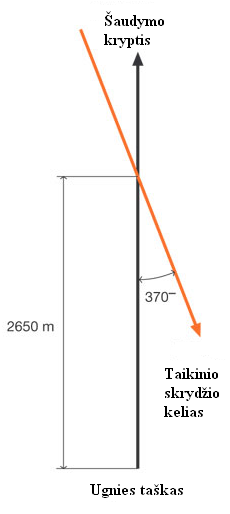 Šaudymo
kryptis
370‾
2650 m
Taikinio
skrydžio
kelias
Ugnies taškas